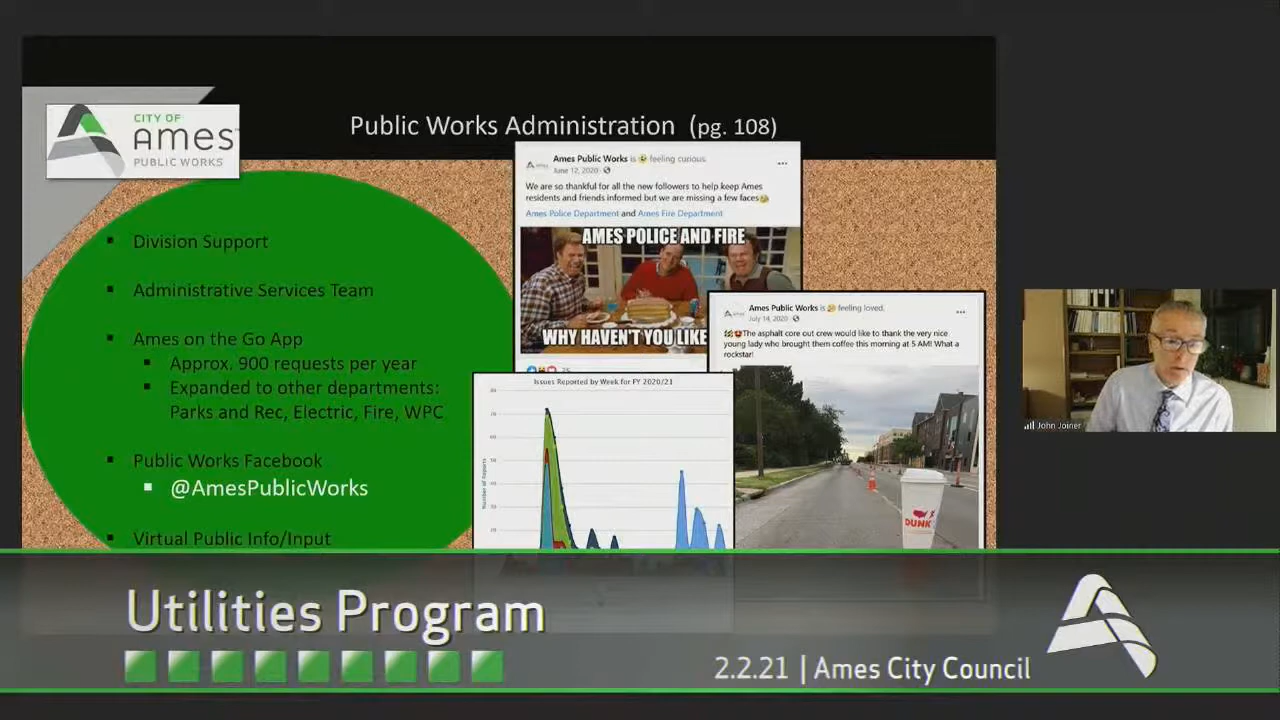 CITY OF
Ames
PUBLIC WORKS
Public Works Administration (pg. 108)
Division Support
Administrative Services Team
Ames on the Go App
Approx. 900 requests per year
Expanded to other departments:
Parks and Rec, Electric, Fire, WPC
Public Works Facebook
@AmesPublicWorks
Virtual Public Info/Input
Ames Public Works is feeling curious.
June 12, 2020
We are so thankful for all the new followers to help keep Ames
residents and friends informed but we are missing a few faces
Ames Police Department and Ames Fire Department
AMES POLICE AND FIRE
WHY HAVEN'T YOU LIKE
Ames Public Works is feeling loved.
July 14, 2020
The asphalt core out crew would like to thank the very nice
young lady who brought them coffee this morning at 5 AM! What a
rockstar!
DUNK
Issues Reported by Week for FY 2020/21
Number of Reports
John Joiner
Utilities Program
2.2.21 | Ames City Council